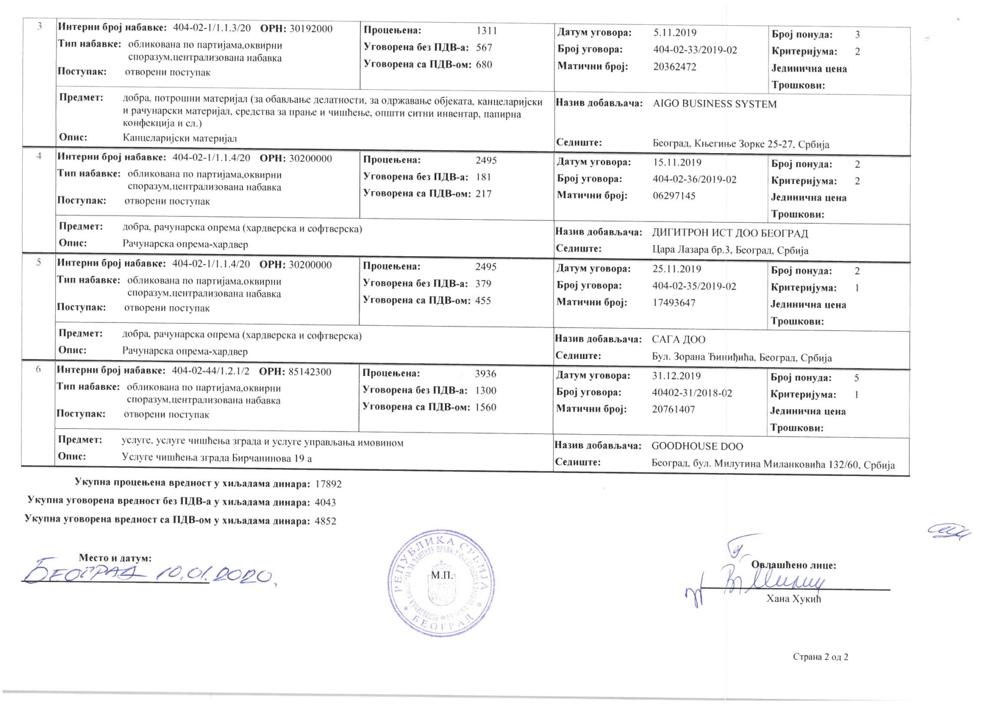 3
Интерни број набавке: 404-02-1/1.1.3/20 ОРН: 30192000
Тип набавке: обликована по партијама,оквирни
споразум,централизована набавка
Поступак: отворени поступак
Процењена: 1311
Уговорена без ПДВ-а: 567
Уговорена са ПДВ-ом: 680
Датум уговора: 5.11.2019
Број уговора: 404-02-33/2019-02
Матични број: 20362472
Број понуда: 3
Критеријума: 2
Јединична цена
Трошкови:
Предмет: добра, потрошни материјал (за обављање делатности, за одржавање објеката, канцеларијски
и рачунарски материјал, средства за прање и чишћење, општи ситни инвентар, папирна
конфекција и сл.)
Опис: Канцеларијски материјал
Назив добављача: AIGO BUSINESS SYSTEM
Седиште: Београд, Књегиње Зорке 25-27, Србија
4
Интерни број набавке: 404-02-1/1.1.4/20 ОРН: 30200000
Тип набавке: обликована по партијама,оквирни
споразум,централизована набавка
Поступак: отворени поступак
Процењена: 2495
Уговорена без ПДВ-а: 181
Уговорена са ПДВ-ом: 217
Датум уговора: 15.11.2019
Број уговора: 404-02-36/2019-02
Матични број: 06297145
Број понуда: 2
Критеријума: 2
Јединична цена
Трошкови:
Предмет: добра, рачунарска опрема (хардверска и софтверска)
Опис: Рачунарска опрема-хардвер
Назив добављача: ДИГИТРОН ИСТ ДОО БЕОГРАД
Седиште: Цара Лазара бр.3, Београд, Србија
5
Интерни број набавке: 404-02-1/1.1.4/20 ОРН: 30200000
Тип набавке: обликована по партијама,оквирни
споразум,централизована набавка
Поступак: отворени поступак
Процењена: 2495
Уговорена без ПДВ-а: 379
Уговорена са ПДВ-ом: 455
Датум уговора: 25.11.2019
Број уговора: 404-02-35/2019-02
Матични број: 17493647
Број понуда: 2
Критеријума: 1
Јединична цена
Трошкови:
Предмет: добра, рачунарска опрема (хардверска и софтверска)
Опис: Рачунарска опрема-хардвер
Назив добављача: САГА ДОО
Седиште: Бул. Зорана Ћиниђића, Београд, Србија
6
Интерни број набавке: 404-02-44/1.2.1/2 ОРН: 85142300
Тип набавке: обликована по партијама,оквирни
споразум,централизована набавка
Поступак: отворени поступак
Процењена: 3936
Уговорена без ПДВ-а: 1300
Уговорена са ПДВ-ом: 1560
Датум уговора: 31.12.2019
Број уговора: 40402-31/2018-02
Матични број: 20761407
Број понуда: 5
Критеријума: 1
Јединична цена
Трошкови:
Предмет: услуге, услуге чишћења зграда и услуге управљања имовином
Опис: Услуге чишћења зграда Бирчанинова 19 а
Назив добављача: GOODHOUSE DOO
Седиште: Београд, бул. Милутина Миланковића 132/60, Србија
Укупна процењена вредност у хиљадама динара: 17892
Укупна уговорена вредност без ПДВ-а у хиљадама динара: 4043
Укупна уговорена вредност са ПДВ-ом у хиљадама динара: 4852
Место и датум:
БЕОГРАД 10.01.2020.
РЕПУБЛИКА СРБИЈА
БЕОГРАД
М.П.
Овлашћено лице:
Хана Хукић
Страна 2 од 2